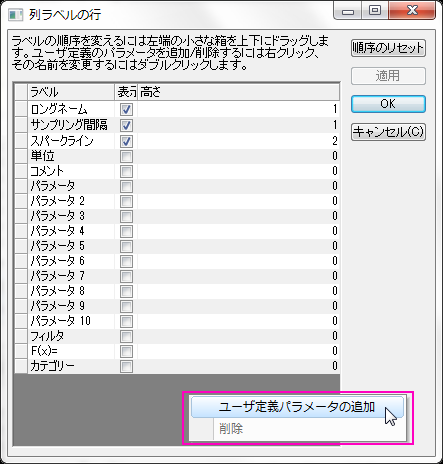 列ラベルの行
ラベルの順序を変えるには左端の小さな箱を上下にドラッグしま
す。ユーザ定義のパラメータを追加/削除するには右クリック、
その名前を変更するにはダブルクリックします。
順序のリセット
適用
OK
キャンセル(C)
ラベル 表示 高さ
ロングネーム 1
サンプリング間隔 1
スパークライン 2
単位 0
コメント 0
パラメータ 0
パラメータ 2 0
パラメータ 3 0
パラメータ 4 0
パラメータ 5 0
パラメータ 6 0
パラメータ 7 0
パラメータ 8 0
パラメータ 9 0
パラメータ 10 0
フィルタ 0
F(x)= 0
カテゴリー 0
ユーザ定義パラメータの追加
削除